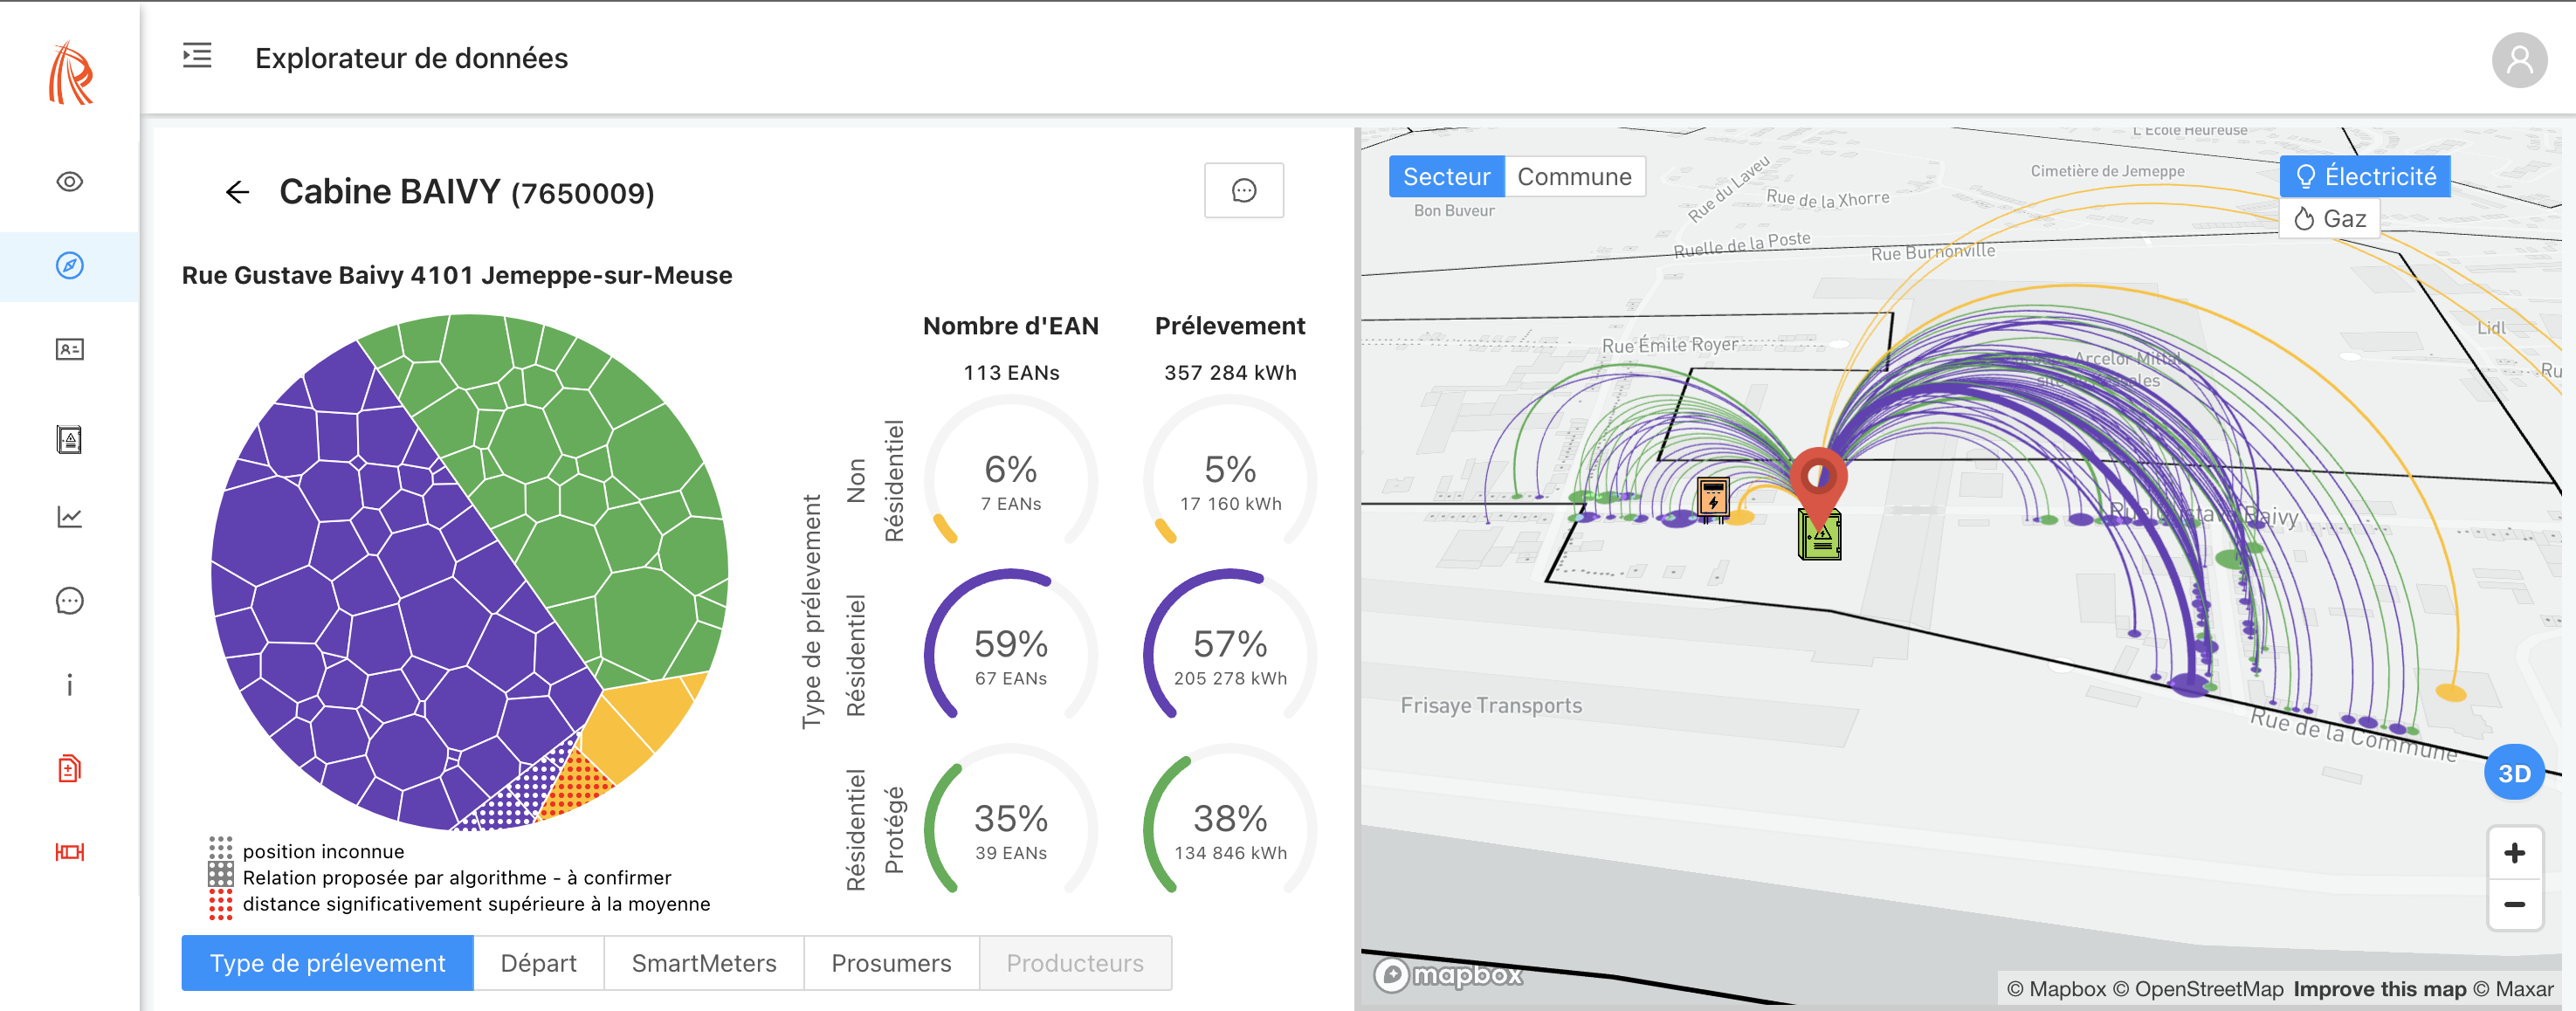 Explorateur de données
Cabine BAIVY (7650009)
Rue Gustave Baivy 4101 Jemeppe-sur-Meuse
Nombre d'EAN
Prélevement
113 EANs
357 284 kWh
Type de prélevement
Non
Résidentiel
6%
7 EANs
5%
17 160 kWh
Résidentiel
59%
67 EANs
57%
205 278 kWh
Résidentiel
Protégé
35%
39 EANs
38%
134 846 kWh
position inconnue
Relation proposée par algorithme - à confirmer
distance significativement supérieure à la moyenne
Type de prélevement
Départ
SmartMeters
Prosumers
Producteurs
Secteur
Commune
Électricité
Gaz
L'École Heureuse
Cimetière de Jemeppe
Rue du Laveu
Rue de la Xhorre
Bon Buveur
Ruelle de la Poste
Rue Burnonville
Lidl
Rue Émile Royer
Arcelor Mittal
Ru
Rue Gustave Baivy
Frisaye Transports
Rue de la Commune
3D
+
−
mapbox
© Mapbox © OpenStreetMap Improve this map © Maxar